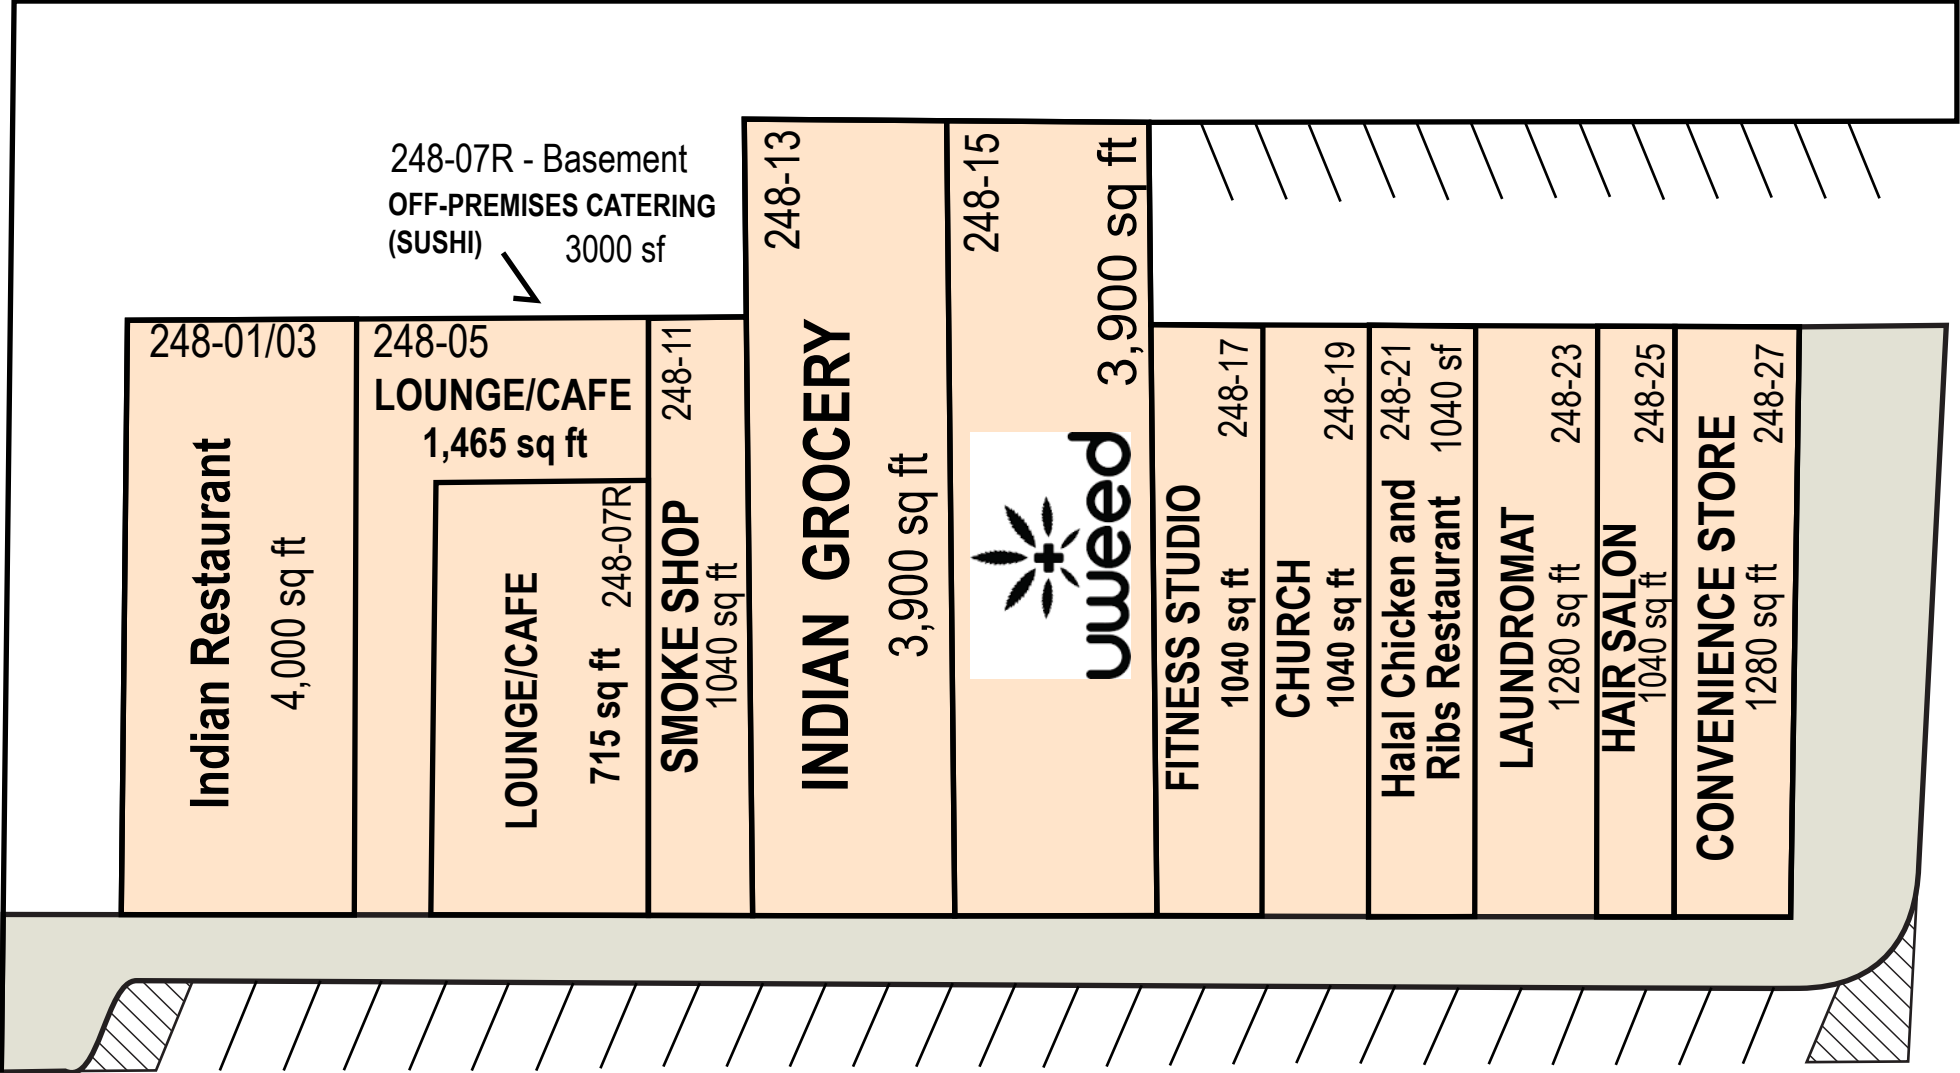 248-07R - Basement
OFF-PREMISES CATERING
(SUSHI)
3000 sf
248-01/03
Indian Restaurant
4,000 sq ft
248-05
LOUNGE/CAFE
1,465 sq ft
248-07R
LOUNGE/CAFE
715 sq ft
248-11
SMOKE SHOP
1040 sq ft
248-13
INDIAN GROCERY
3,900 sq ft
248-15
uweed
3,900 sq ft
248-17
FITNESS STUDIO
1040 sq ft
248-19
CHURCH
1040 sq ft
248-21
Halal Chicken and
Ribs Restaurant
1040 sf
248-23
LAUNDROMAT
1280 sq ft
248-25
HAIR SALON
1040 sq ft
248-27
CONVENIENCE STORE
1280 sq ft